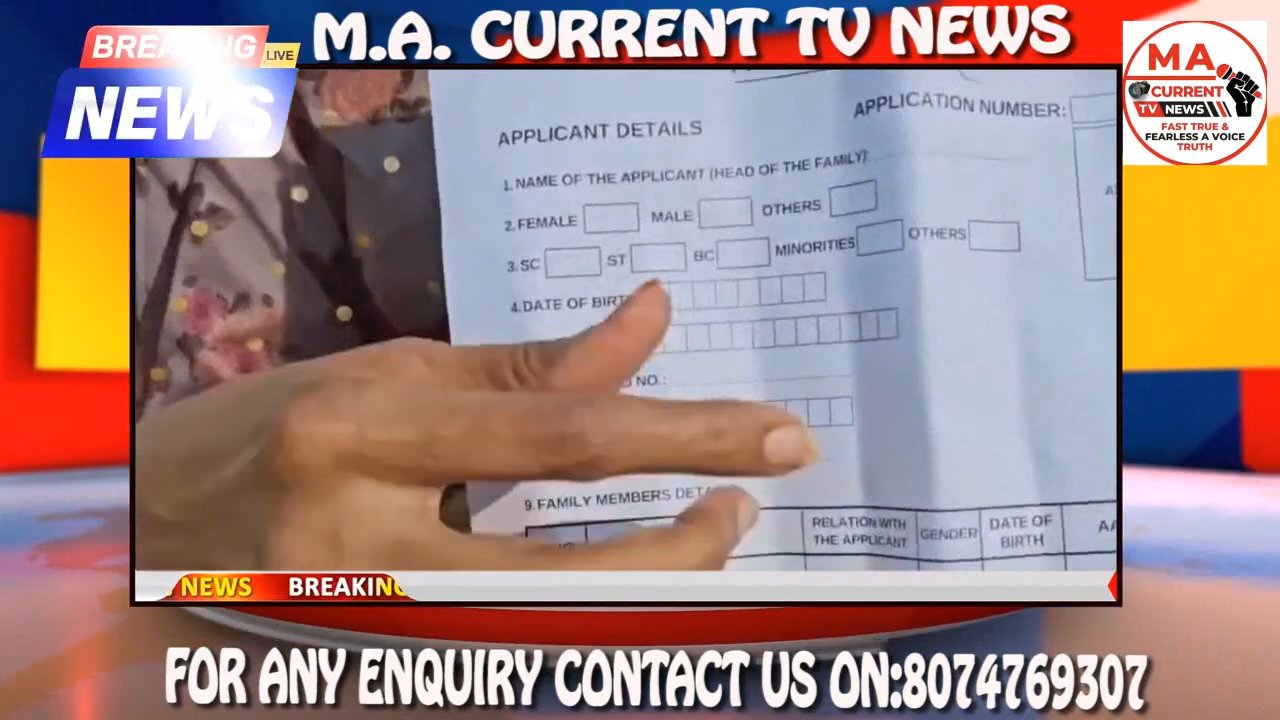 M.A. CURRENT TV NEWS
BREAKING
LIVE
NEWS
MA
CURRENT
TV NEWS
FAST TRUE &
FEARLESS A VOICE
TRUTH
APPLICATION NUMBER:
APPLICANT DETAILS
1.NAME OF THE APPLICANT (HEAD OF THE FAMILY):
2.FEMALE MALE OTHERS
3.SC ST BC MINORITIES OTHERS
4.DATE OF
NO.:
9.FAMILY MEMBERS
RELATION WITH
THE APPLICANT
GENDER
DATE OF
BIRTH
NEWS BREAKING
FOR ANY ENQUIRY CONTACT US ON:8074769307